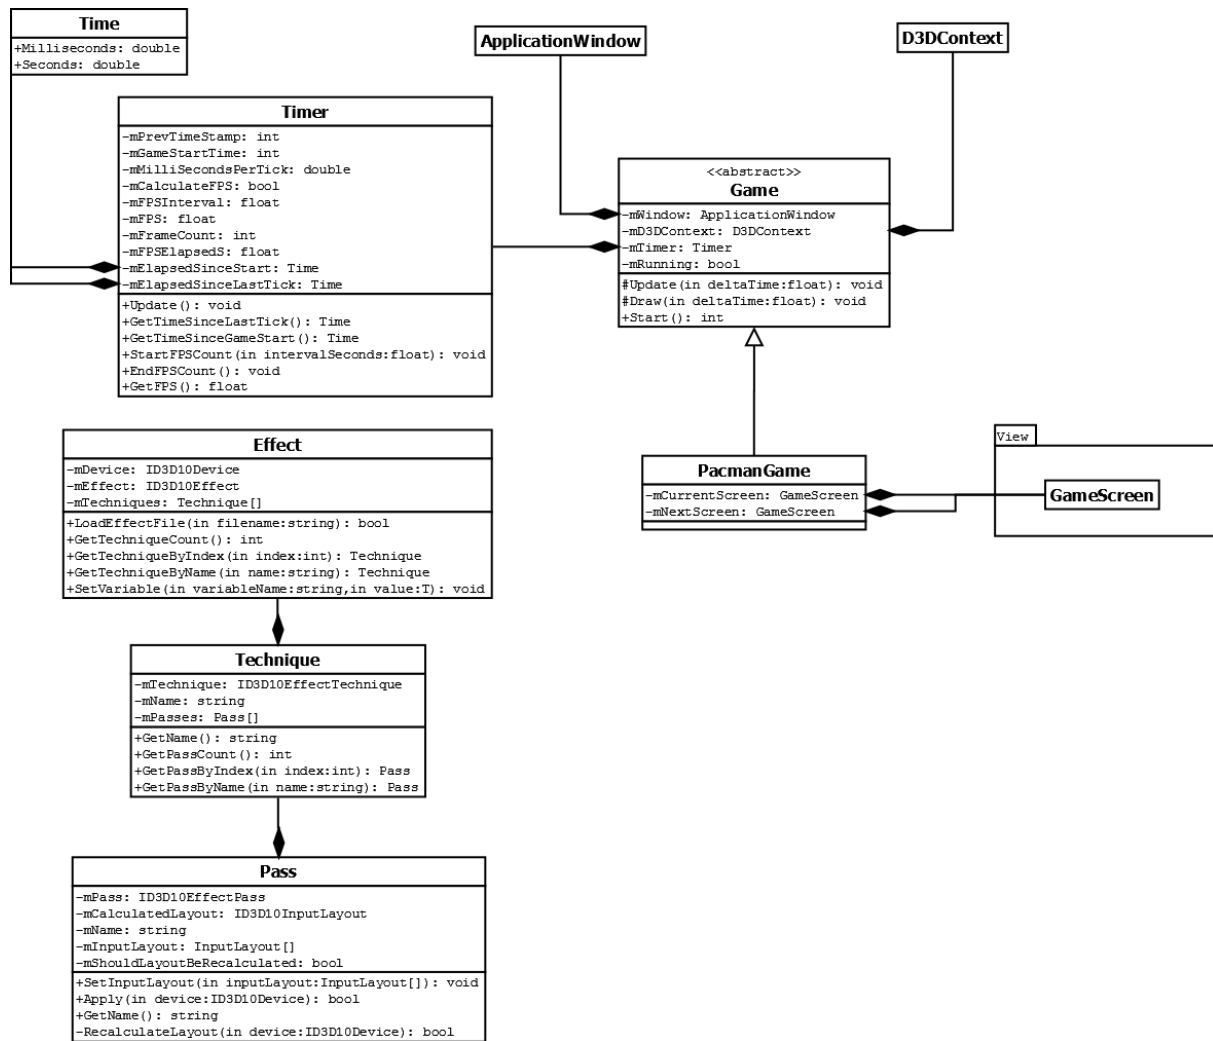 Time
+Milliseconds: double
+Seconds: double
ApplicationWindow
D3DContext
Timer
-mPrevTimeStamp: int
-mGameStartTime: int
-mMilliSecondsPerTick: double
-mCalculateFPS: bool
-mFPSInterval: float
-mFPS: float
-mFrameCount: int
-mFPSElapsedS: float
-mElapsedSinceStart: Time
-mElapsedSinceLastTick: Time
+Update(): void
+GetTimeSinceLastTick(): Time
+GetTimeSinceGameStart(): Time
+StartFPSCount(in intervalSeconds:float): void
+EndFPSCount(): void
+GetFPS(): float
<<abstract>>
Game
-mWindow: ApplicationWindow
-mD3DContext: D3DContext
-mTimer: Timer
-mRunning: bool
#Update(in deltaTime:float): void
#Draw(in deltaTime:float): void
+Start(): int
PacmanGame
-mCurrentScreen: GameScreen
-mNextScreen: GameScreen
View
GameScreen
Effect
-mDevice: ID3D10Device
-mEffect: ID3D10Effect
-mTechniques: Technique[]
+LoadEffectFile(in filename:string): bool
+GetTechniqueCount(): int
+GetTechniqueByIndex(in index:int): Technique
+GetTechniqueByName(in name:string): Technique
+SetVariable(in variableName:string,in value:T): void
Technique
-mTechnique: ID3D10EffectTechnique
-mName: string
-mPasses: Pass[]
+GetName(): string
+GetPassCount(): int
+GetPassByIndex(in index:int): Pass
+GetPassByName(in name:string): Pass
Pass
-mPass: ID3D10EffectPass
-mCalculatedLayout: ID3D10InputLayout
-mName: string
-mInputLayout: InputLayout[]
-mShouldLayoutBeRecalculated: bool
+SetInputLayout(in inputLayout:InputLayout[]): void
+Apply(in device:ID3D10Device): bool
+GetName(): string
-RecalculateLayout(in device:ID3D10Device): bool